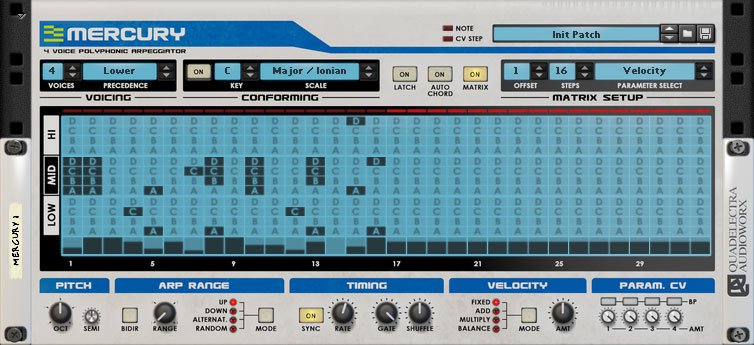 MERCURY
4 VOICE POLYPHONIC ARPEGGIATOR
NOTE
CV STEP
Init Patch
4 Lower
VOICES PRECEDENCE
VOICING
ON C Major / Ionian
KEY SCALE
CONFORMING
ON ON ON
LATCH AUTO CHORD MATRIX
1 16 Velocity
OFFSET STEPS PARAMETER SELECT
MATRIX SETUP
HI
D D D D D D D D D D D D D D D D D D D D D D D D D D D D D D D D
C C C C C C C C C C C C C C C C C C C C C C C C C C C C C C C C
B B B B B B B B B B B B B B B B B B B B B B B B B B B B B B B B
A A A A A A A A A A A A A A A A A A A A A A A A A A A A A A A A
MID
D D D D D D D D D D D D D D D D D D D D D D D D D D D D D D D D
C C C C C C C C C C C C C C C C C C C C C C C C C C C C C C C C
B B B B B B B B B B B B B B B B B B B B B B B B B B B B B B B B
A A A A A A A A A A A A A A A A A A A A A A A A A A A A A A A A
LOW
D D D D D D D D D D D D D D D D D D D D D D D D D D D D D D D D
C C C C C C C C C C C C C C C C C C C C C C C C C C C C C C C C
B B B B B B B B B B B B B B B B B B B B B B B B B B B B B B B B
A A A A A A A A A A A A A A A A A A A A A A A A A A A A A A A A
1 5 9 13 17 21 25 29
MERCURY 1
QUADELECTRA
AUDIOWORX
PITCH
OCT SEMI
ARP RANGE
BIDIR RANGE
UP
DOWN
ALTERNAT.
RANDOM
MODE
TIMING
ON
SYNC RATE GATE SHUFFLE
VELOCITY
FIXED
ADD
MULTIPLY
BALANCE
MODE AMT
PARAM. CV
BP
1 2 3 4 AMT